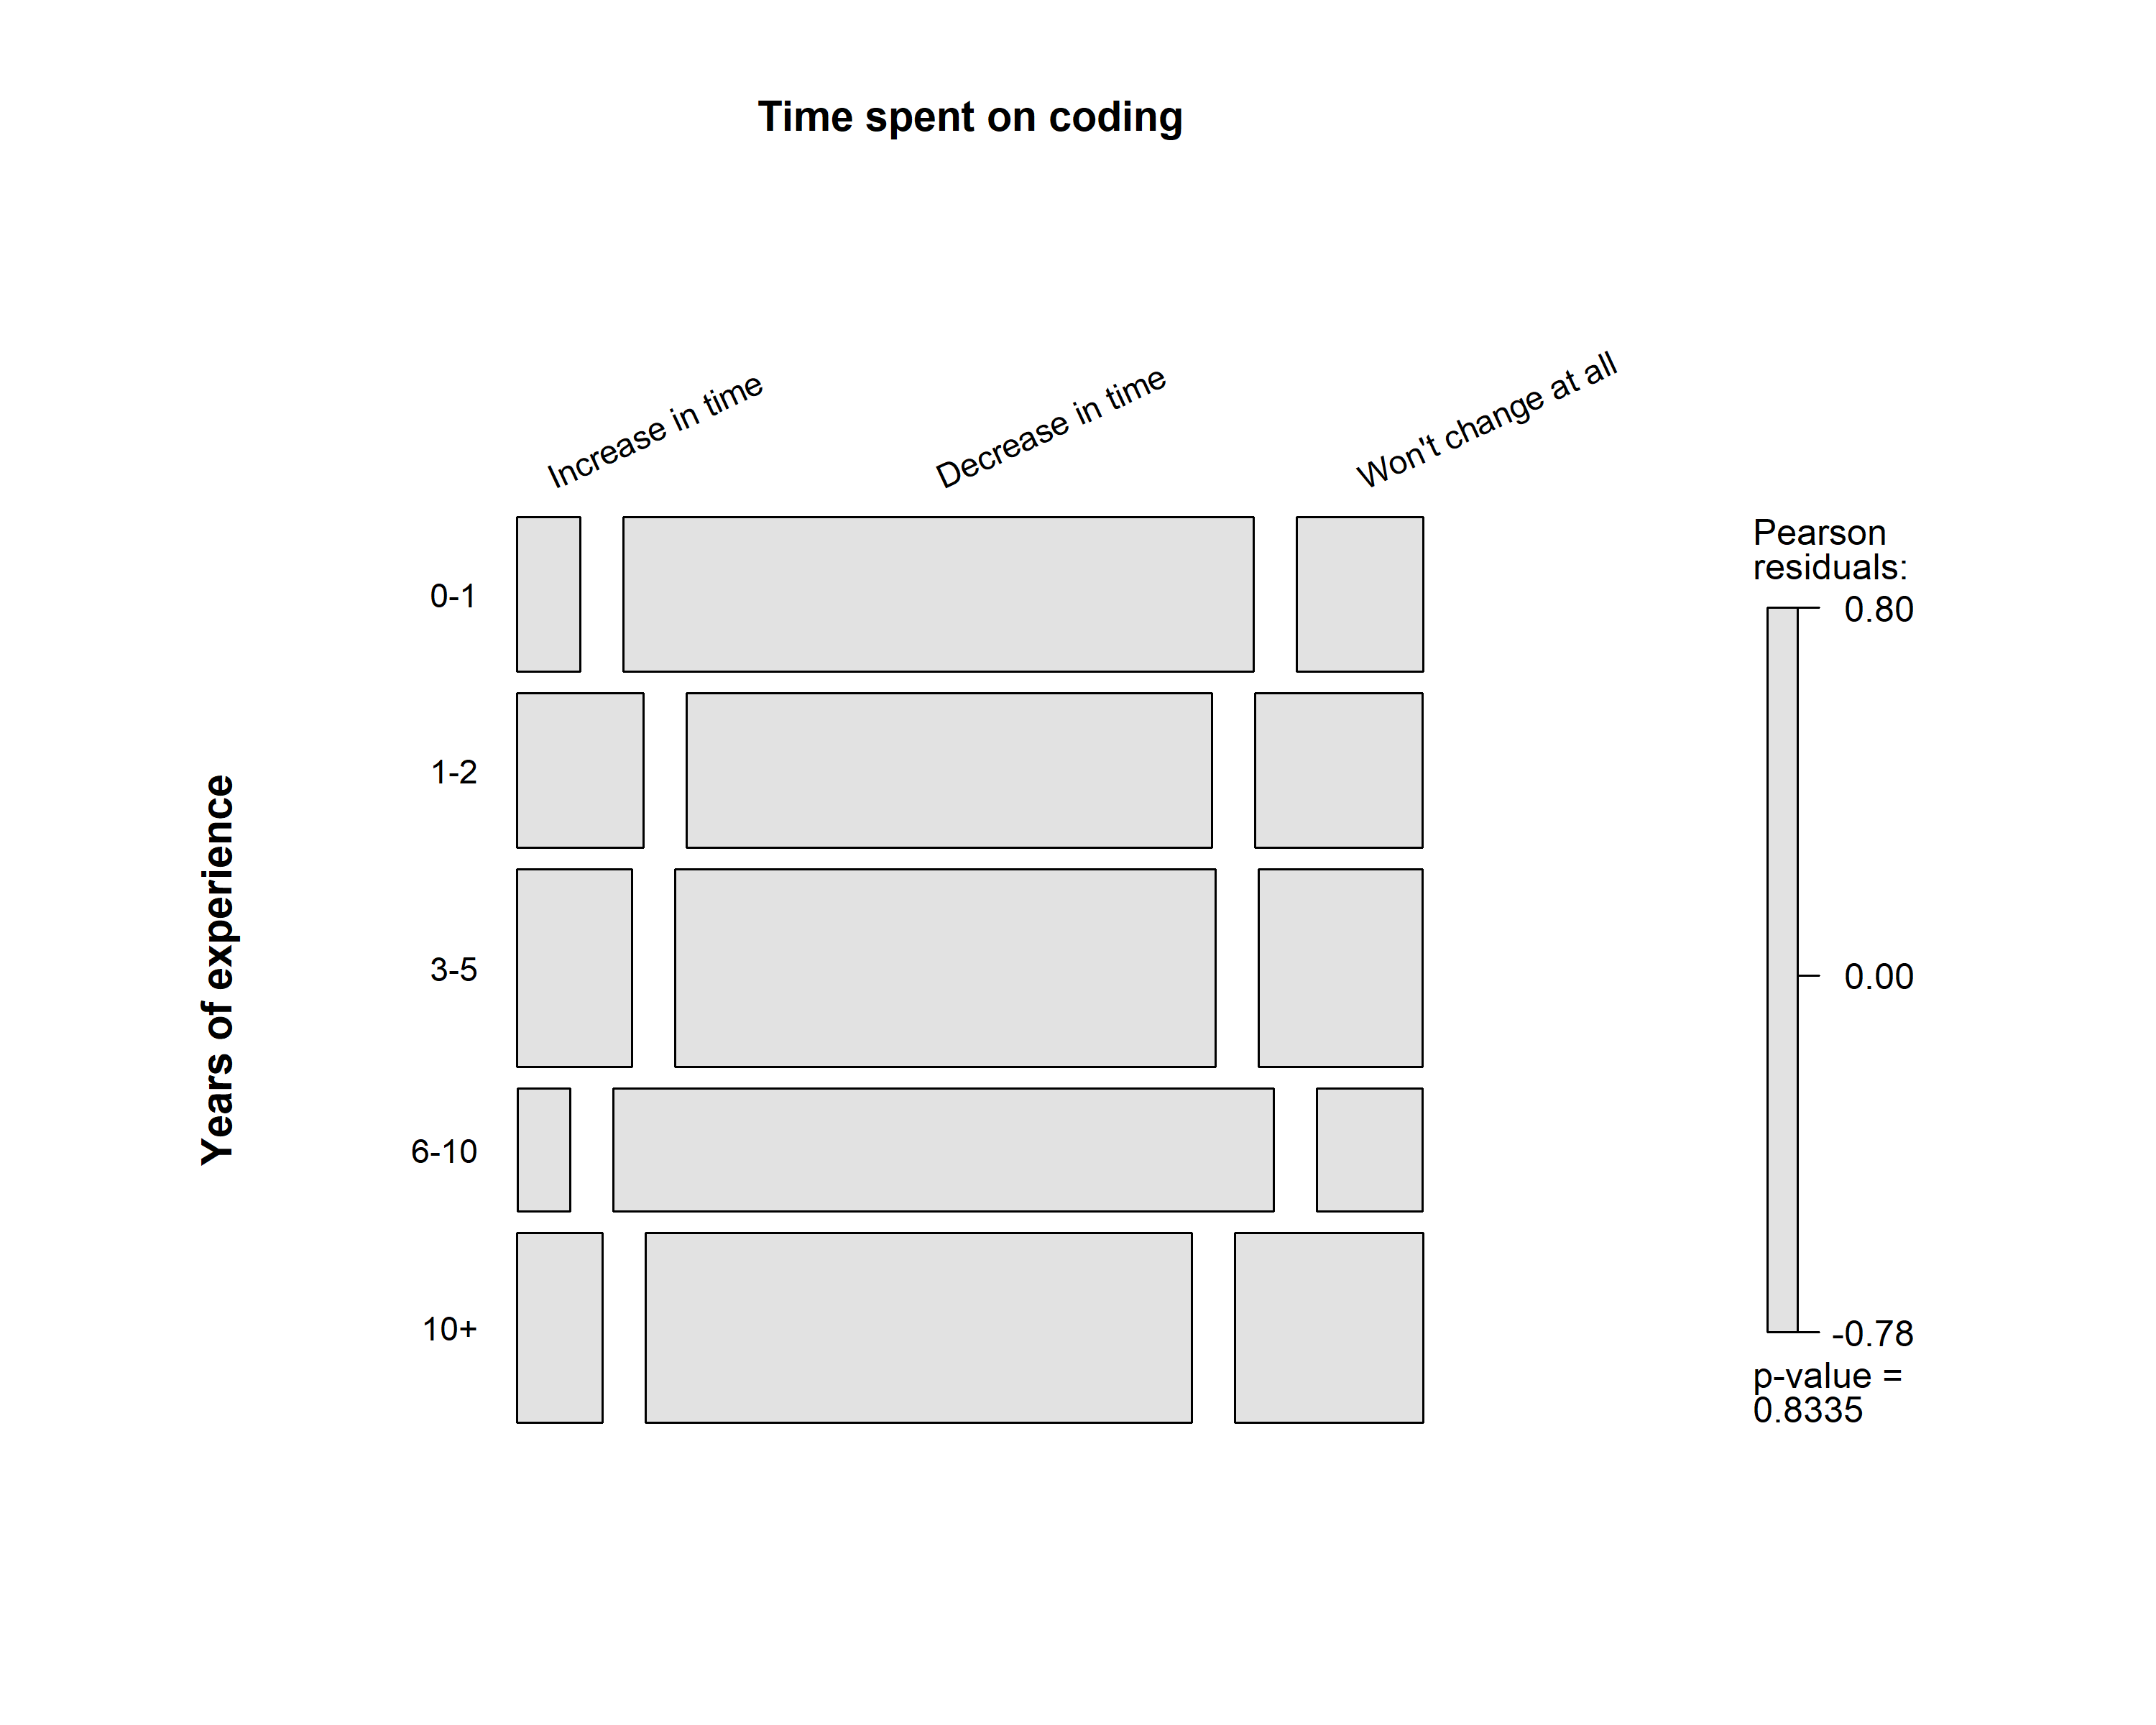 Time spent on coding
Increase in time
Decrease in time
Won't change at all
Years of experience
0-1
1-2
3-5
6-10
10+
Pearson
residuals:
0.80
0.00
-0.78
p-value =
0.8335